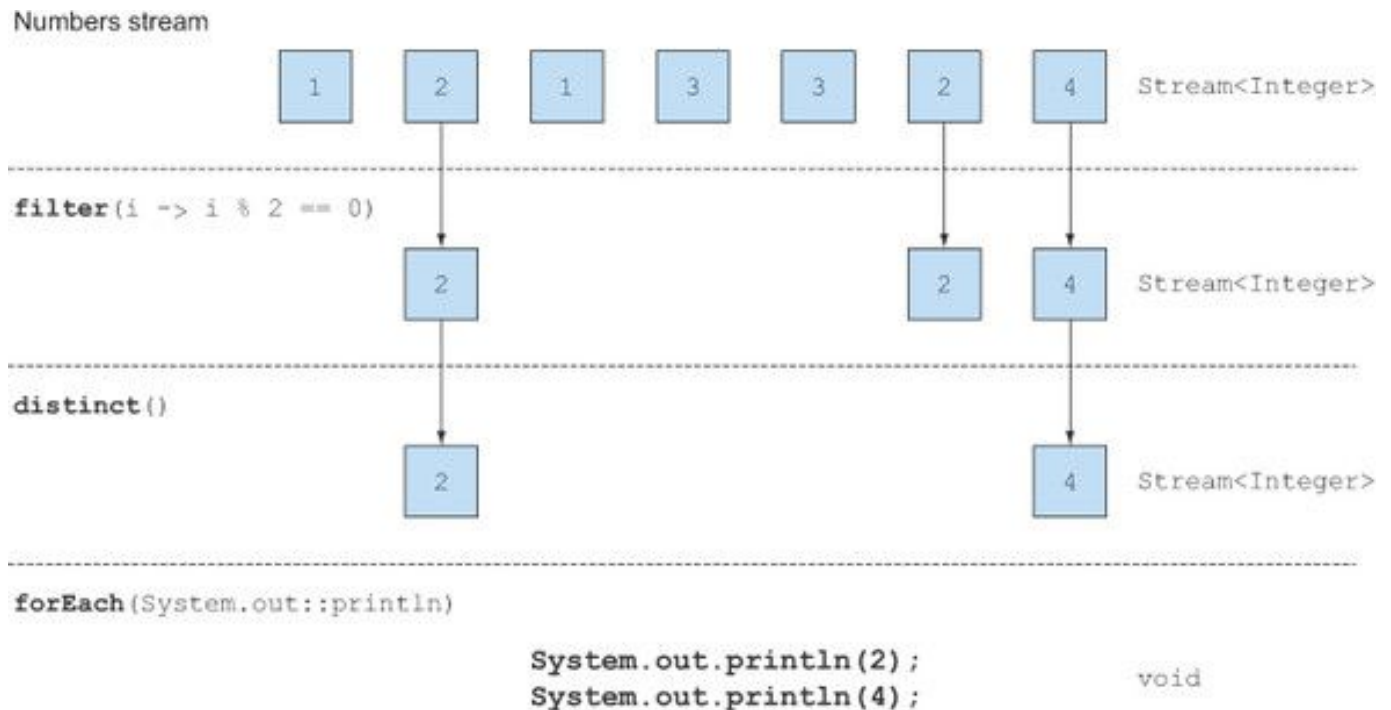 Numbers stream
1 2 1 3 3 2 4 Stream<Integer>
filter(i -> i % 2 == 0)
2 2 4 Stream<Integer>
distinct()
2 4 Stream<Integer>
forEach(System.out::println)
System.out.println(2);
System.out.println(4);
void